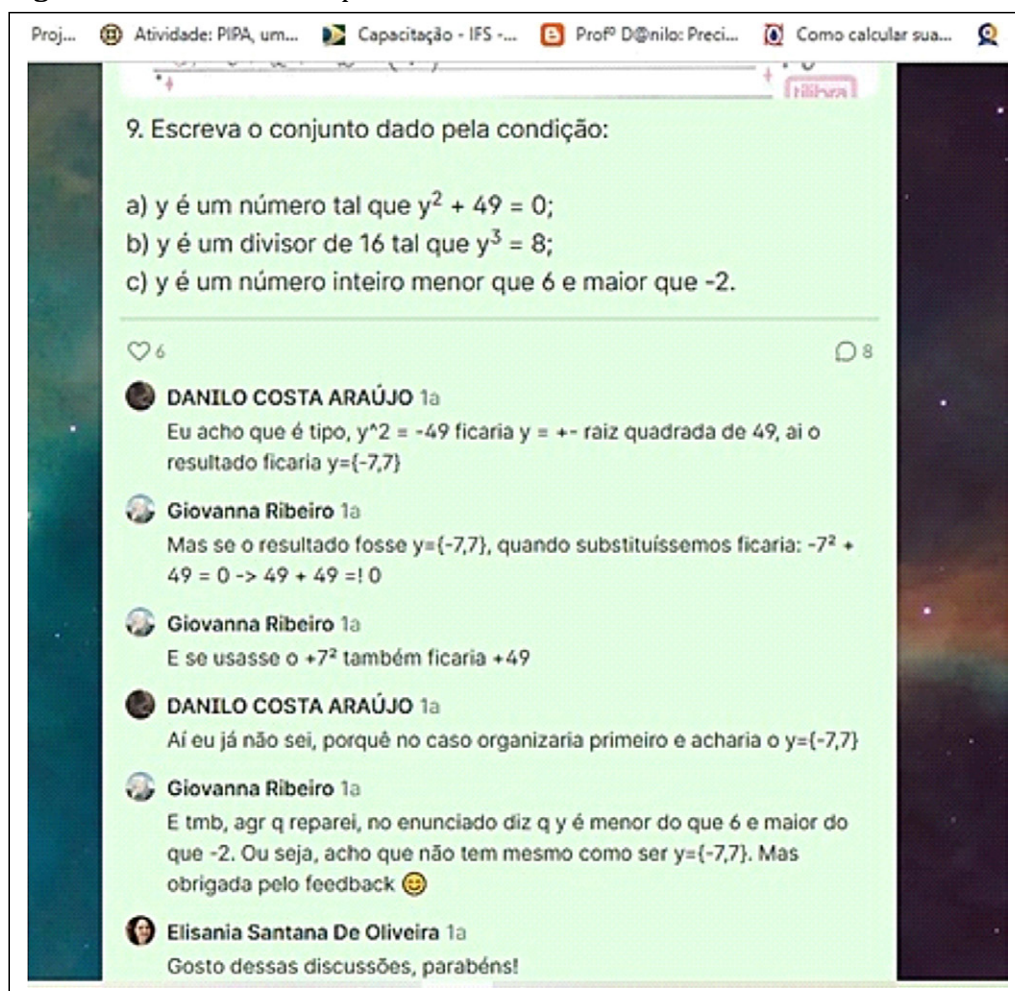 Proj... Atividade: PIPA, um... Capacitação - IFS -... Profº D@nilo: Preci... Como calcular sua...
tilibra
9. Escreva o conjunto dado pela condição:
a) y é um número tal que y² + 49 = 0;
b) y é um divisor de 16 tal que y³ = 8;
c) y é um número inteiro menor que 6 e maior que -2.
6 8
DANILO COSTA ARAÚJO 1a
Eu acho que é tipo, y^2 = -49 ficaria y = +- raiz quadrada de 49, ai o
resultado ficaria y={-7,7}
Giovanna Ribeiro 1a
Mas se o resultado fosse y={-7,7}, quando substituíssemos ficaria: -7² +
49 = 0 -> 49 + 49 =! 0
Giovanna Ribeiro 1a
E se usasse o +7² também ficaria +49
DANILO COSTA ARAÚJO 1a
Aí eu já não sei, porquê no caso organizaria primeiro e acharia o y={-7,7}
Giovanna Ribeiro 1a
E tmb, agr q reparei, no enunciado diz q y é menor do que 6 e maior do
que -2. Ou seja, acho que não tem mesmo como ser y={-7,7}. Mas
obrigada pelo feedback 😊
Elisania Santana De Oliveira 1a
Gosto dessas discussões, parabéns!